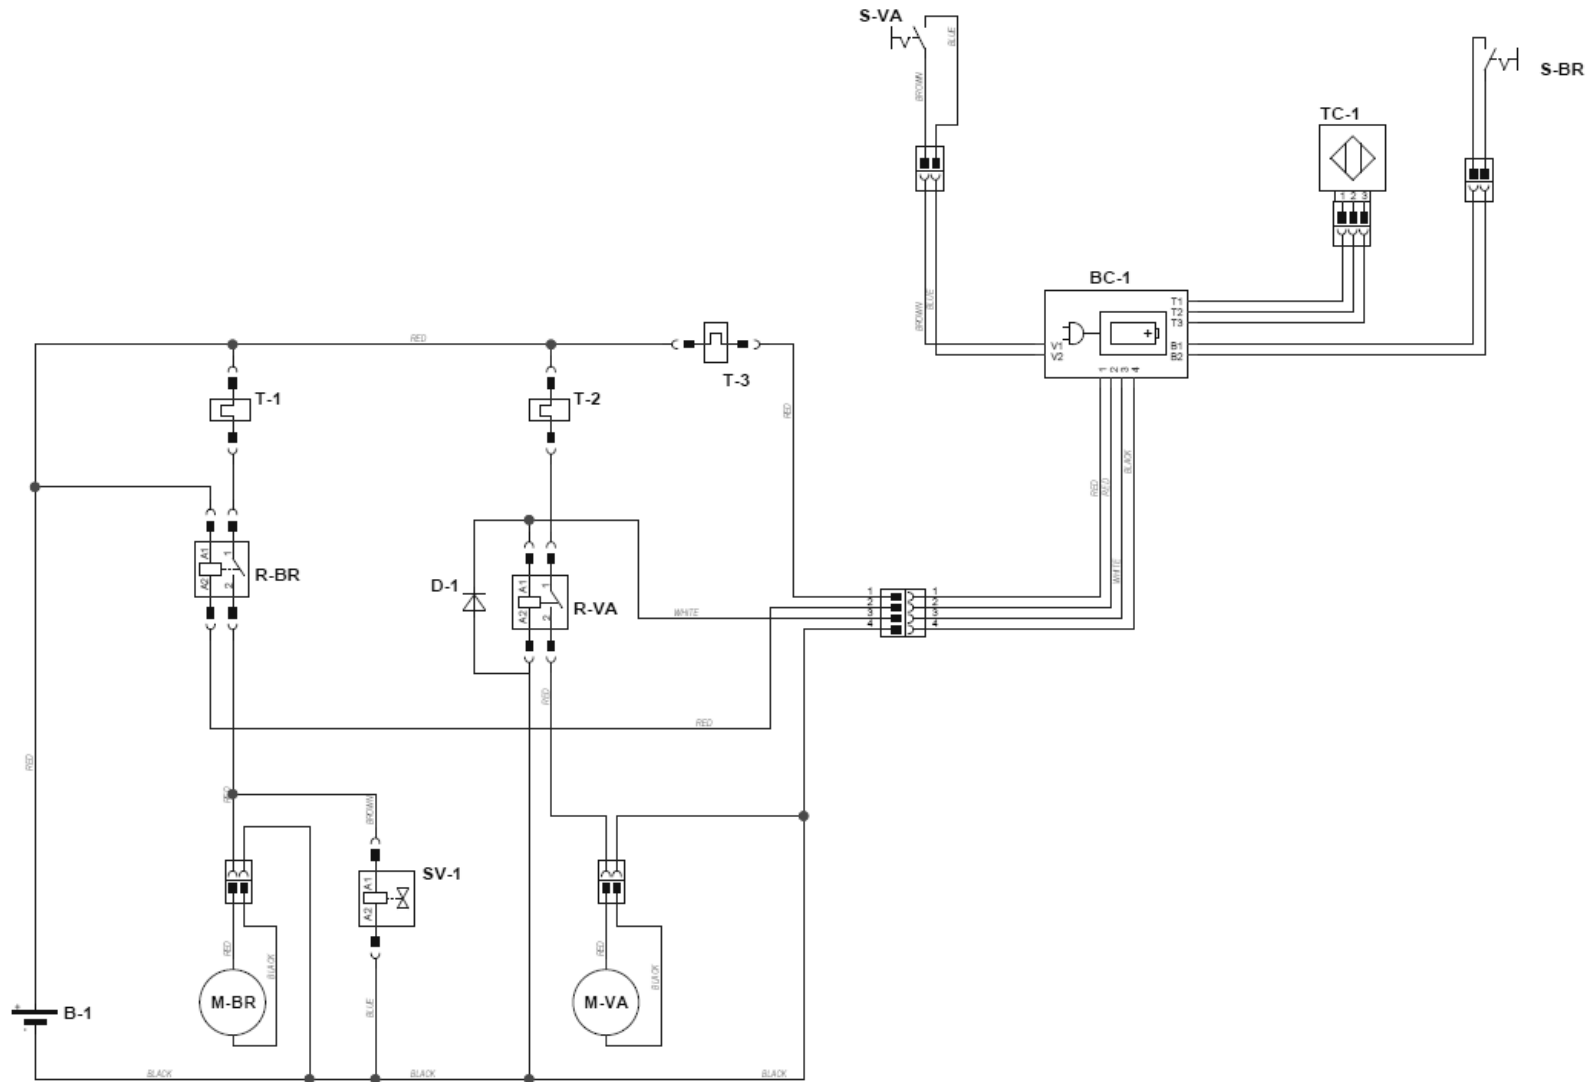 S-VA
BLUE
BROWN
S-BR
TC-1
1 2 3
BROWN
BLUE
BC-1
T1
T2
T3
V1
V2
B1
B2
1 2 3 4
RED
T-3
T-1
T-2
RED
BLACK
RED
RED
WHITE
A1
1
A2
2
R-BR
D-1
A1
1
A2
2
R-VA
WHITE
1
2
3
4
1
2
3
4
RED
RED
RED
RED
BROWN
SV-1
A1
A2
RED
BLACK
RED
BLACK
BLUE
+
-
B-1
M-BR
M-VA
BLACK
BLACK
BLACK